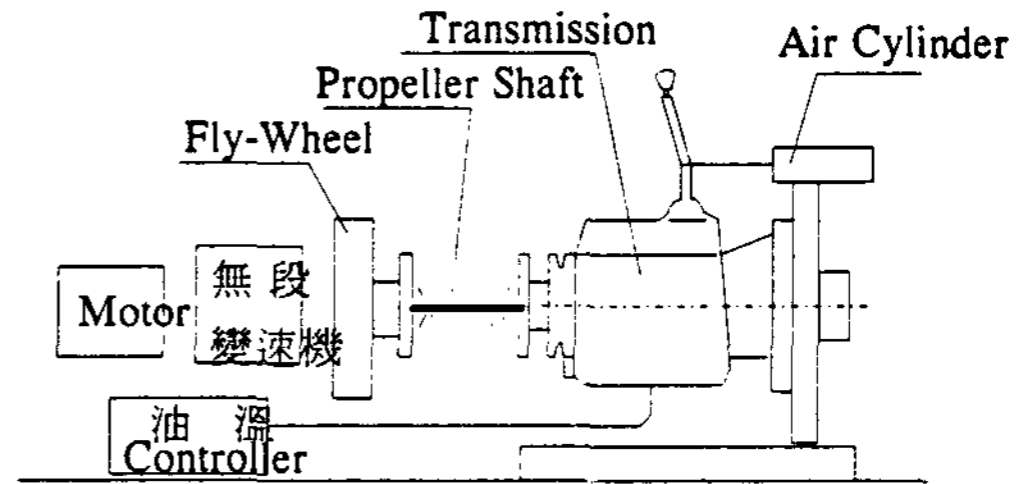 Transmission
Air Cylinder
Propeller Shaft
Fly-Wheel
Motor
無段
變速機
油溫
Controller